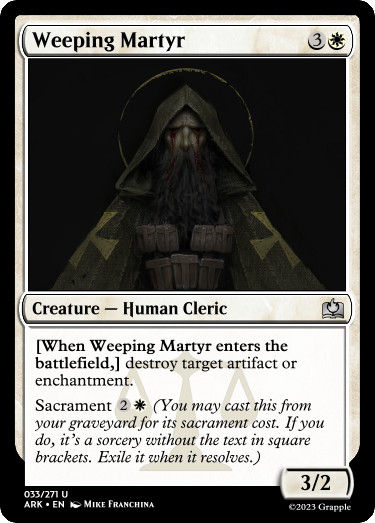 Weeping Martyr 3
Creature — Human Cleric
[When Weeping Martyr enters the
battlefield,] destroy target artifact or
enchantment.
Sacrament 2 (You may cast this from
your graveyard for its sacrament cost. If you
do, it's a sorcery without the text in square
brackets. Exile it when it resolves.)
3/2
033/271 U
ARK • EN Mike Franchina
©2023 Grapple